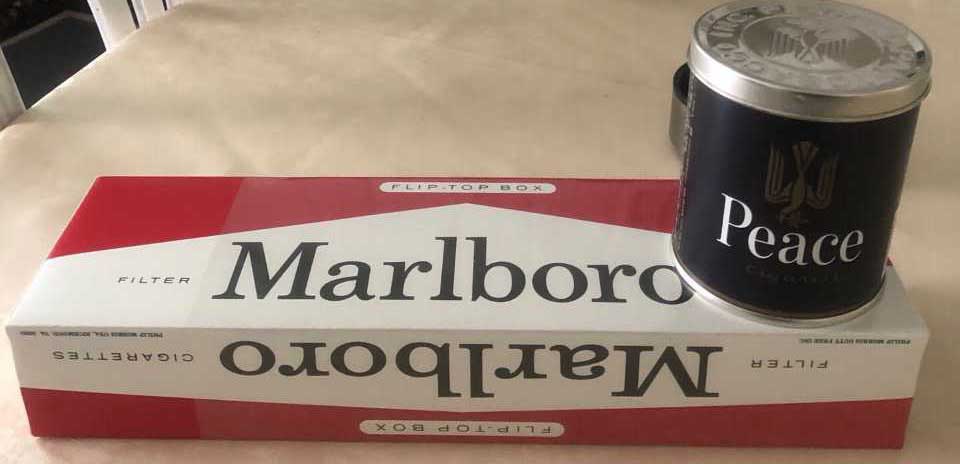 FLIP-TOP BOX
Marlboro
FILTER
Peace
Marlboro
CIGARETTES
FILTER
FLIP-TOP BOX